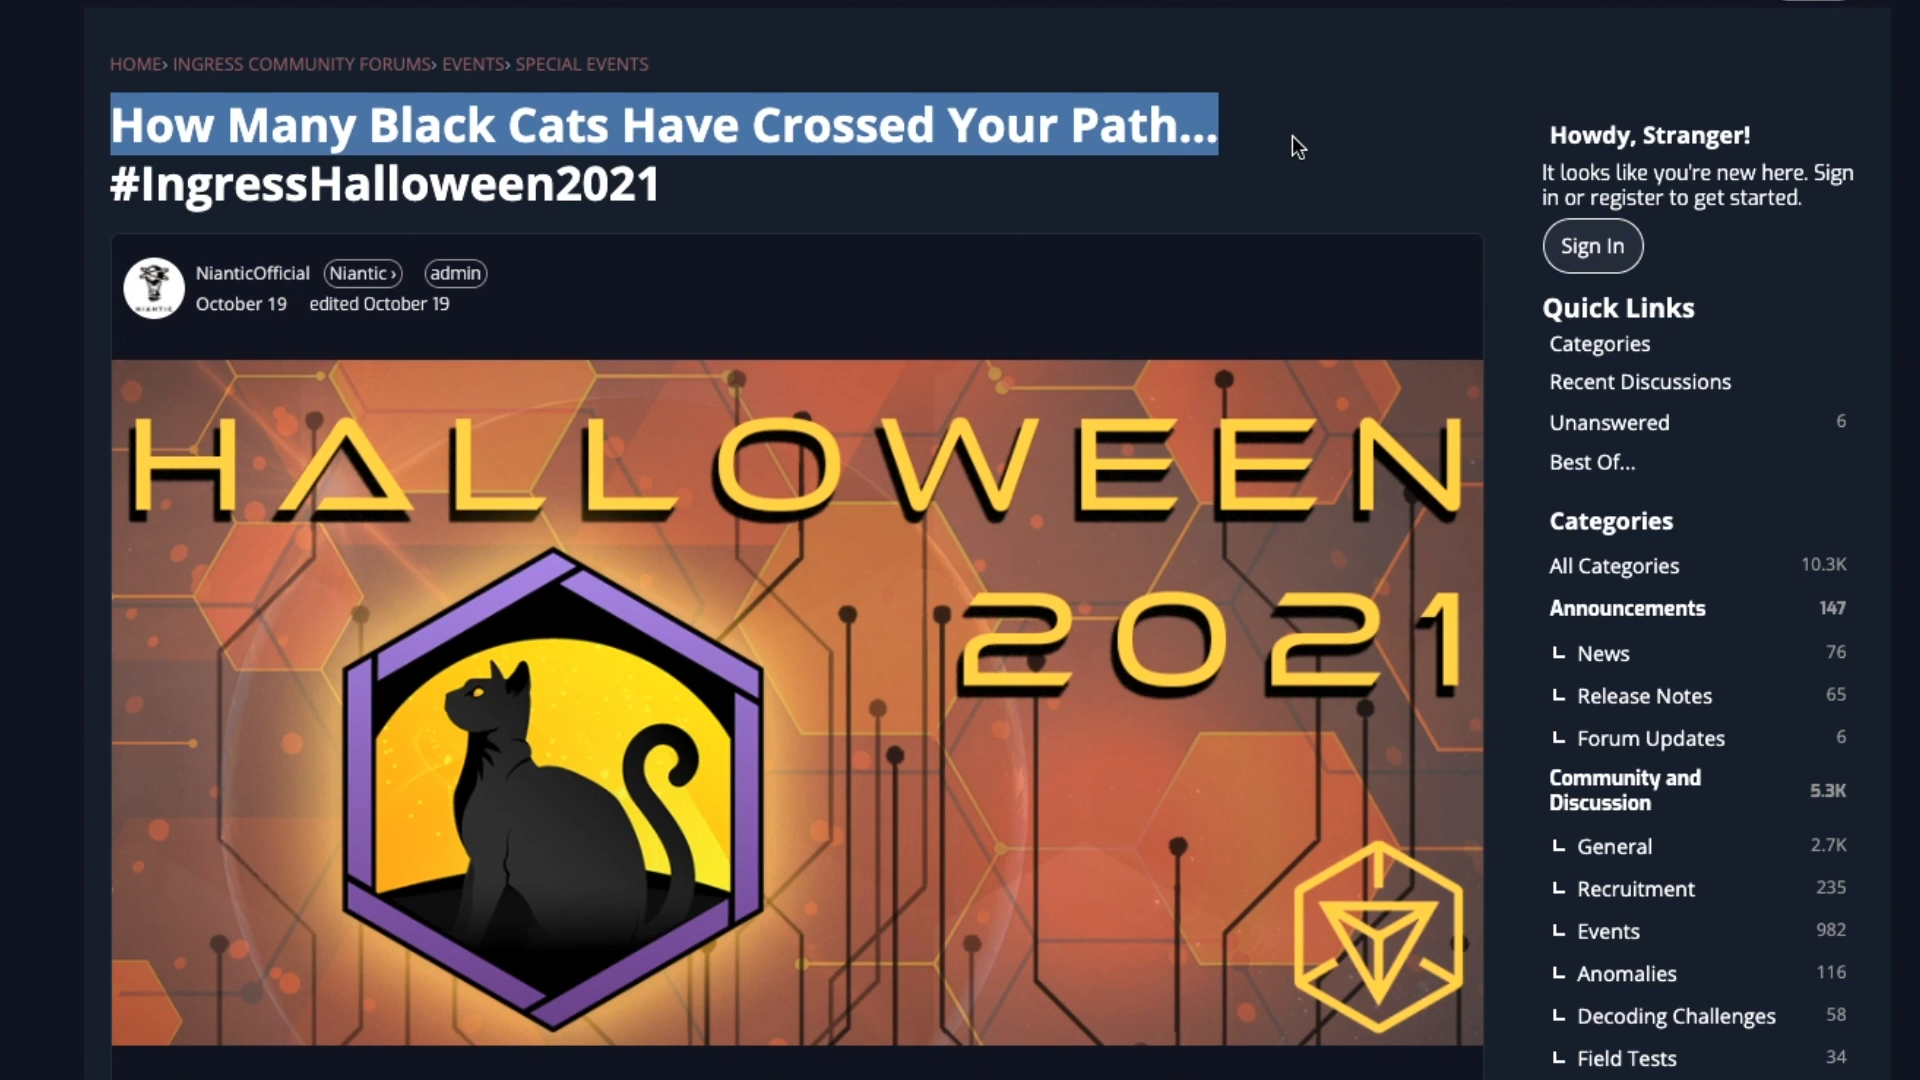 HOME› INGRESS COMMUNITY FORUMS› EVENTS› SPECIAL EVENTS
How Many Black Cats Have Crossed Your Path...
#IngressHalloween2021
NianticOfficial Niantic › admin
October 19 edited October 19
NIANTIC
HALLOWEEN
2021
Howdy, Stranger!
It looks like you're new here. Sign
in or register to get started.
Sign In
Quick Links
Categories
Recent Discussions
Unanswered 6
Best Of...
Categories
All Categories 10.3K
Announcements 147
News 76
Release Notes 65
Forum Updates 6
Community and
Discussion 5.3K
General 2.7K
Recruitment 235
Events 982
Anomalies 116
Decoding Challenges 58
Field Tests 34